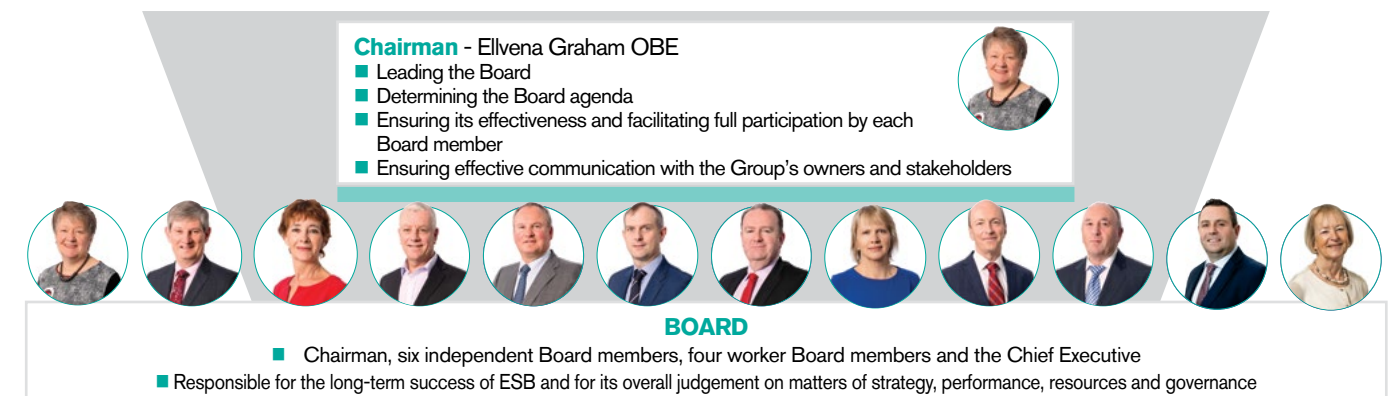 Chairman - Ellvena Graham OBE
■ Leading the Board
■ Determining the Board agenda
■ Ensuring its effectiveness and facilitating full participation by each
Board member
■ Ensuring effective communication with the Group's owners and stakeholders
BOARD
■ Chairman, six independent Board members, four worker Board members and the Chief Executive
■ Responsible for the long-term success of ESB and for its overall judgement on matters of strategy, performance, resources and governance